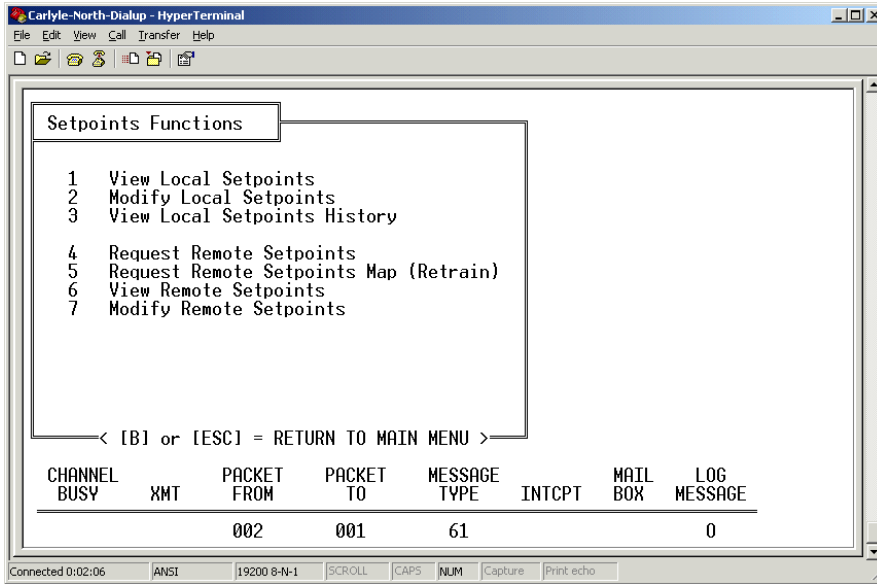 Carlyle-North-Dialup - HyperTerminal
File Edit View Call Transfer Help
Setpoints Functions
1 View Local Setpoints
2 Modify Local Setpoints
3 View Local Setpoints History
4 Request Remote Setpoints
5 Request Remote Setpoints Map (Retrain)
6 View Remote Setpoints
7 Modify Remote Setpoints
< [B] or [ESC] = RETURN TO MAIN MENU >
CHANNEL PACKET PACKET MESSAGE MAIL LOG
BUSY XMT FROM TO TYPE INTCPT BOX MESSAGE
002 001 61 0
Connected 0:02:06 ANSI 19200 8-N-1 SCROLL CAPS NUM Capture Print echo